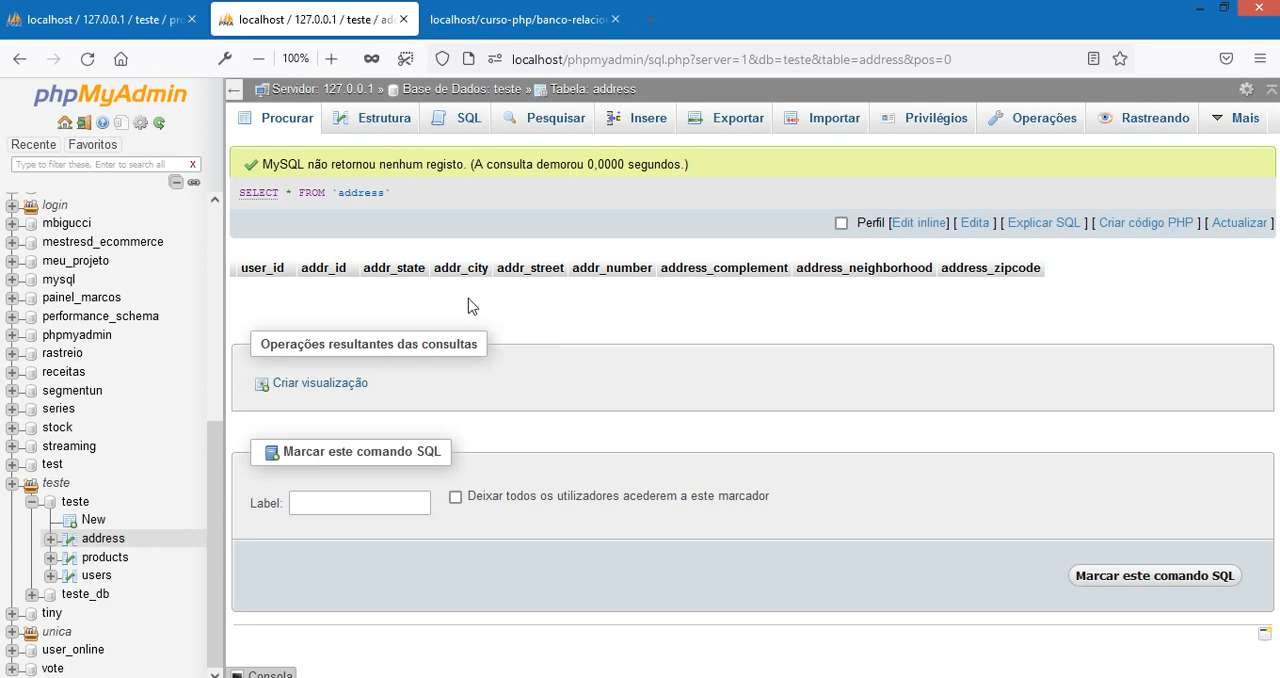 localhost / 127.0.0.1 / teste / pro
localhost / 127.0.0.1 / teste / ad
localhost/curso-php/banco-relacio
100%
localhost/phpmyadmin/sql.php?server=1&db=teste&table=address&pos=0
phpMyAdmin
Recente Favoritos
Type to filter these, Enter to search all X
login
mbigucci
mestresd_ecommerce
meu_projeto
mysql
painel_marcos
performance_schema
phpmyadmin
rastreio
receitas
segmentun
series
stock
streaming
test
teste
teste
New
address
products
users
teste_db
tiny
unica
user_online
vote
Servidor: 127.0.0.1 » Base de Dados: teste » Tabela: address
Procurar Estrutura SQL Pesquisar Insere Exportar Importar Privilégios Operações Rastreando Mais
MySQL não retornou nenhum registo. (A consulta demorou 0,0000 segundos.)
SELECT * FROM `address`
Perfil [Edit inline] [ Edita ] [ Explicar SQL ] [ Criar código PHP ] [ Actualizar ]
user_id addr_id addr_state addr_city addr_street addr_number address_complement address_neighborhood address_zipcode
Operações resultantes das consultas
Criar visualização
Marcar este comando SQL
Label: Deixar todos os utilizadores acederem a este marcador
Marcar este comando SQL
Consola